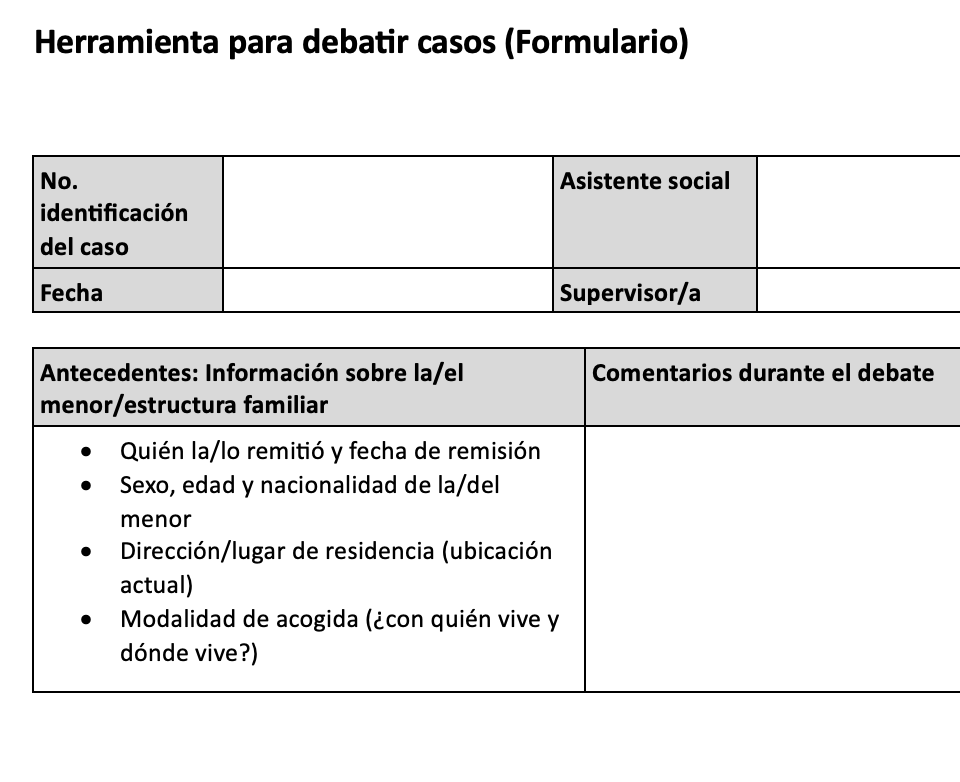 Herramienta para debatir casos (Formulario)
No.
identificación
del caso
Asistente social
Fecha
Supervisor/a
Antecedentes: Información sobre la/el
menor/estructura familiar
Comentarios durante el debate
• Quién la/lo remitió y fecha de remisión
• Sexo, edad y nacionalidad de la/del
menor
• Dirección/lugar de residencia (ubicación
actual)
• Modalidad de acogida (¿con quién vive y
dónde vive?)